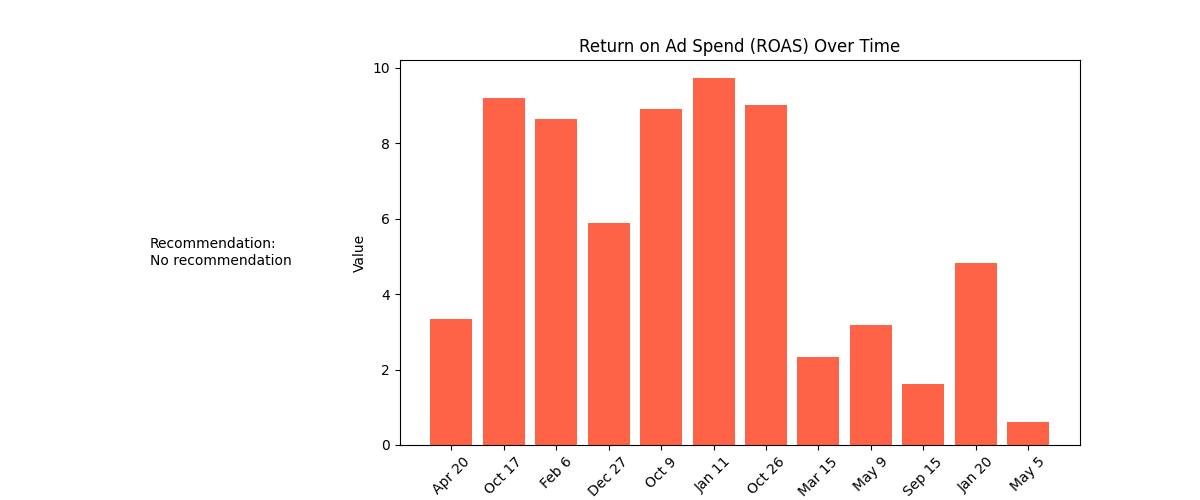 Return on Ad Spend (ROAS) Over Time
Recommendation:
No recommendation
Value
10
8
6
4
2
0
Apr 20
Oct 17
Feb 6
Dec 27
Oct 9
Jan 11
Oct 26
Mar 15
May 9
Sep 15
Jan 20
May 5